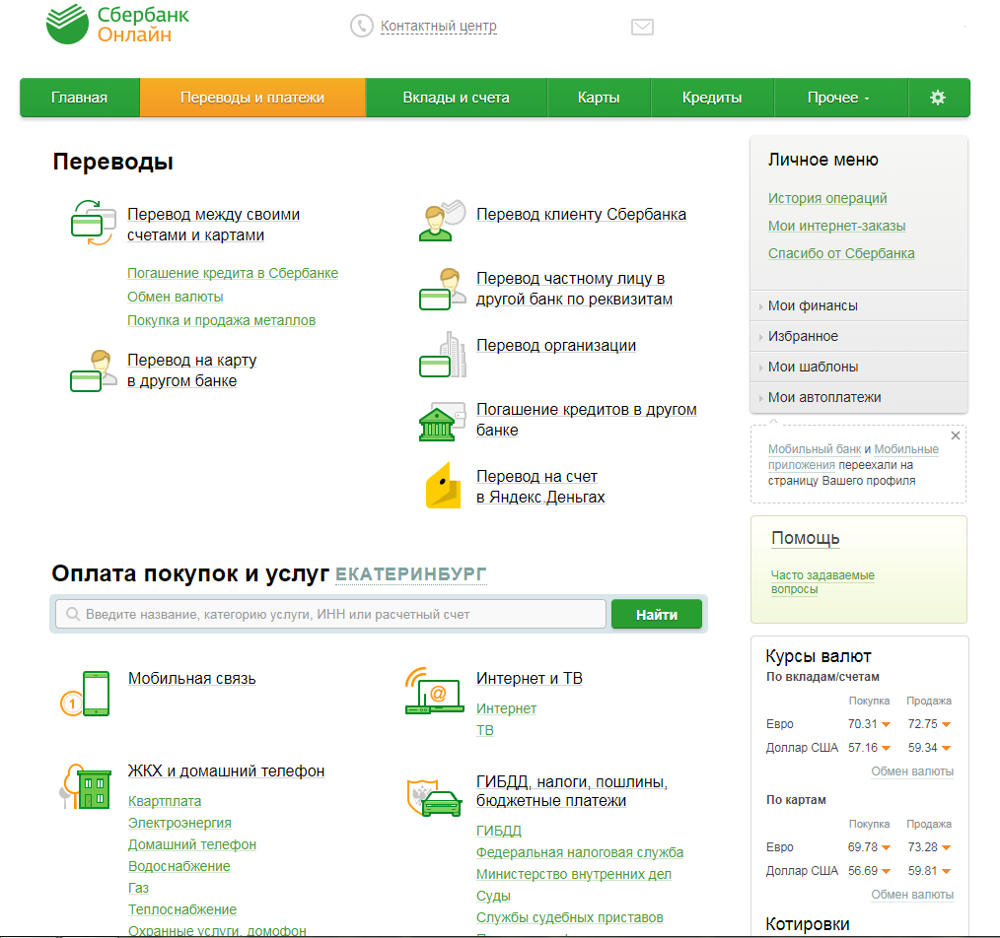 Сбербанк
Онлайн
Контактный центр
Главная
Переводы и платежи
Вклады и счета
Карты
Кредиты
Прочее
Переводы
Перевод между своими
счетами и картами
Погашение кредита в Сбербанке
Обмен валюты
Покупка и продажа металлов
Перевод на карту
в другом банке
Перевод клиенту Сбербанка
Перевод частному лицу в
другой банк по реквизитам
Перевод организации
Погашение кредитов в другом
банке
Перевод на счет
в Яндекс.Деньгах
Оплата покупок и услуг ЕКАТЕРИНБУРГ
Введите название, категорию услуги, ИНН или расчетный счет
Найти
1
Мобильная связь
@
Интернет и ТВ
Интернет
ТВ
ЖКХ и домашний телефон
Квартплата
Электроэнергия
Домашний телефон
Водоснабжение
Газ
Теплоснабжение
Охранные услуги, домофон
ГИБДД, налоги, пошлины,
бюджетные платежи
ГИБДД
Федеральная налоговая служба
Министерство внутренних дел
Суды
Службы судебных приставов
Личное меню
История операций
Мои интернет-заказы
Спасибо от Сбербанка
Мои финансы
Избранное
Мои шаблоны
Мои автоплатежи
Мобильный банк и Мобильные
приложения переехали на
страницу Вашего профиля
Помощь
Часто задаваемые
вопросы
Курсы валют
По вкладам/счетам
Покупка Продажа
Евро 70.31 72.75
Доллар США 57.16 59.34
Обмен валюты
По картам
Покупка Продажа
Евро 69.78 73.28
Доллар США 56.69 59.81
Обмен валюты
Котировки